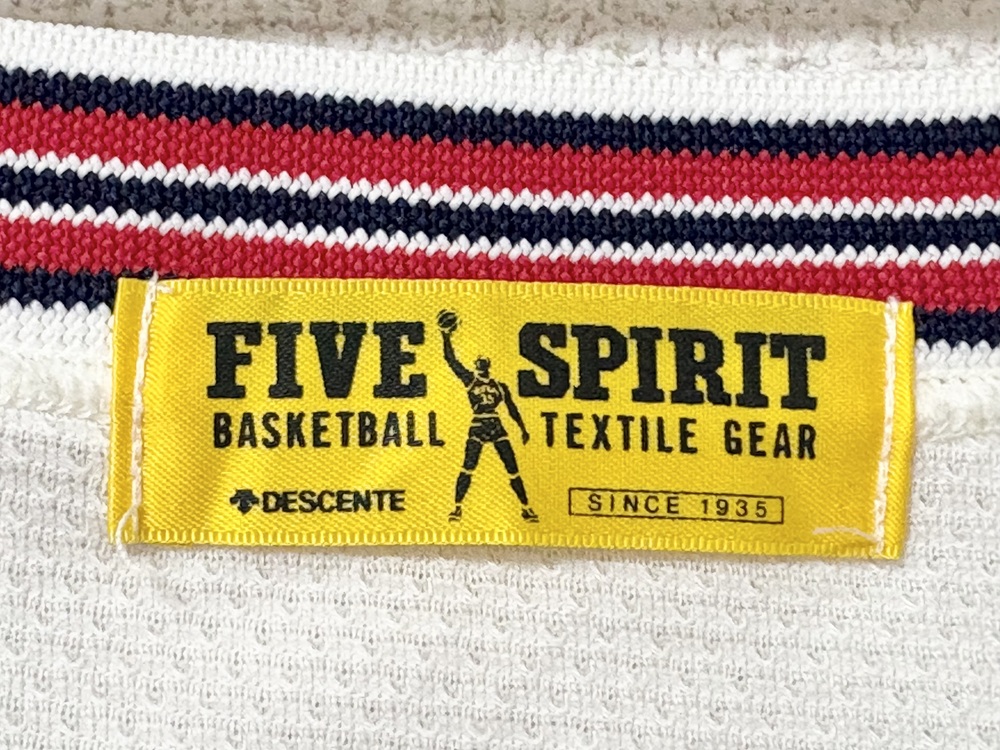 FIVE SPIRIT
BASKETBALL TEXTILE GEAR
DESCENTE
SINCE 1935